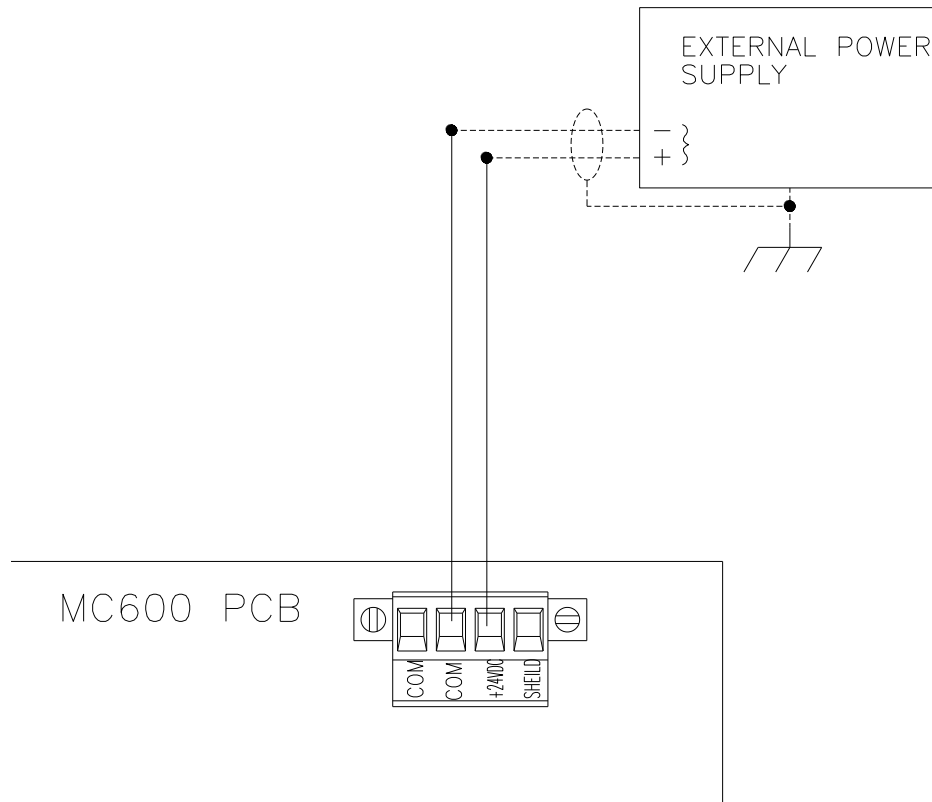 EXTERNAL POWER
SUPPLY
−
+
MC600 PCB
COM
COM
+24VDC
SHEILD